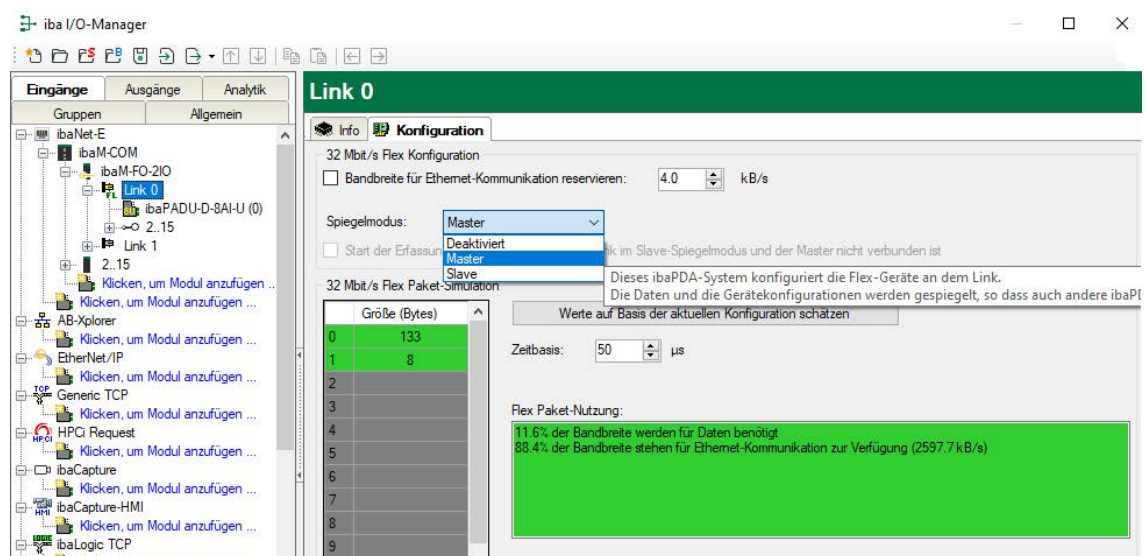 iba I/O-Manager
Eingänge Ausgänge Analytik
Gruppen Allgemein
ibaNet-E
ibaM-COM
ibaM-FO-2IO
Link 0
ibaPADU-D-8AI-U (0)
2..15
Link 1
2..15
Klicken, um Modul anzufügen ..
Klicken, um Modul anzufügen ...
AB-Xplorer
Klicken, um Modul anzufügen ...
EtherNet/IP
Klicken, um Modul anzufügen ...
Generic TCP
Klicken, um Modul anzufügen ...
HPCi Request
Klicken, um Modul anzufügen ...
ibaCapture
Klicken, um Modul anzufügen ...
ibaCapture-HMI
Klicken, um Modul anzufügen ...
ibaLogic TCP
Link 0
Info Konfiguration
32 Mbit/s Flex Konfiguration
Bandbreite für Ethernet-Kommunikation reservieren: 4.0 kB/s
Spiegelmodus: Master
Deaktiviert
Master
Slave
Start der Erfassun k im Slave-Spiegelmodus und der Master nicht verbunden ist
Dieses ibaPDA-System konfiguriert die Flex-Geräte an dem Link.
Die Daten und die Gerätekonfigurationen werden gespiegelt, so dass auch andere ibaPD
32 Mbit/s Flex Paket-Simulation
Größe (Bytes)
0 133
1 8
2
3
4
5
6
7
8
9
Werte auf Basis der aktuellen Konfiguration schätzen
Zeitbasis: 50 µs
Flex Paket-Nutzung:
11.6% der Bandbreite werden für Daten benötigt
88.4% der Bandbreite stehen für Ethernet-Kommunikation zur Verfügung (2597.7 kB/s)